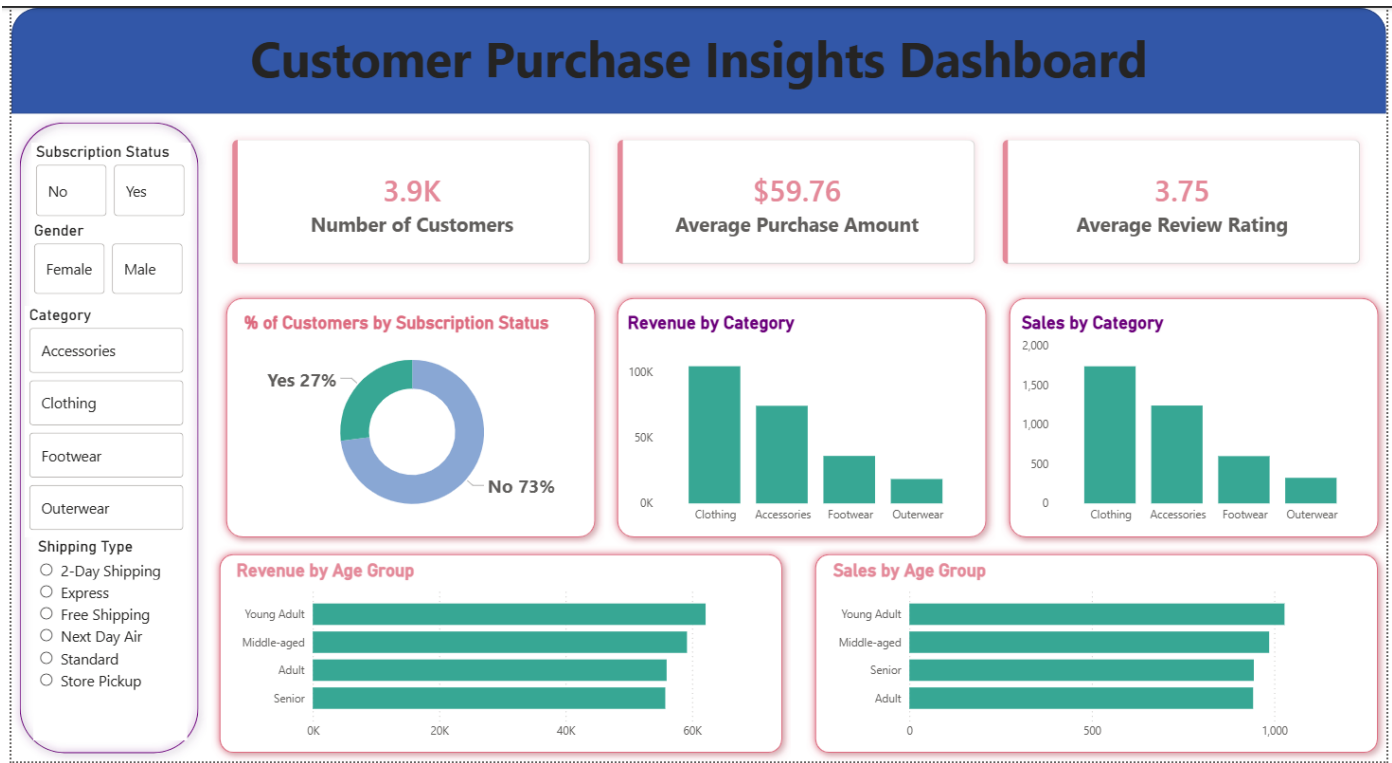 Customer Purchase Insights Dashboard
Subscription Status
No Yes
Gender
Female Male
Category
Accessories
Clothing
Footwear
Outerwear
Shipping Type
2-Day Shipping
Express
Free Shipping
Next Day Air
Standard
Store Pickup
3.9K
Number of Customers
$59.76
Average Purchase Amount
3.75
Average Review Rating
% of Customers by Subscription Status
Yes 27%
No 73%
Revenue by Category
100K
50K
0K
Clothing Accessories Footwear Outerwear
Sales by Category
2,000
1,500
1,000
500
0
Clothing Accessories Footwear Outerwear
Revenue by Age Group
Young Adult
Middle-aged
Adult
Senior
0K 20K 40K 60K
Sales by Age Group
Young Adult
Middle-aged
Senior
Adult
0 500 1,000